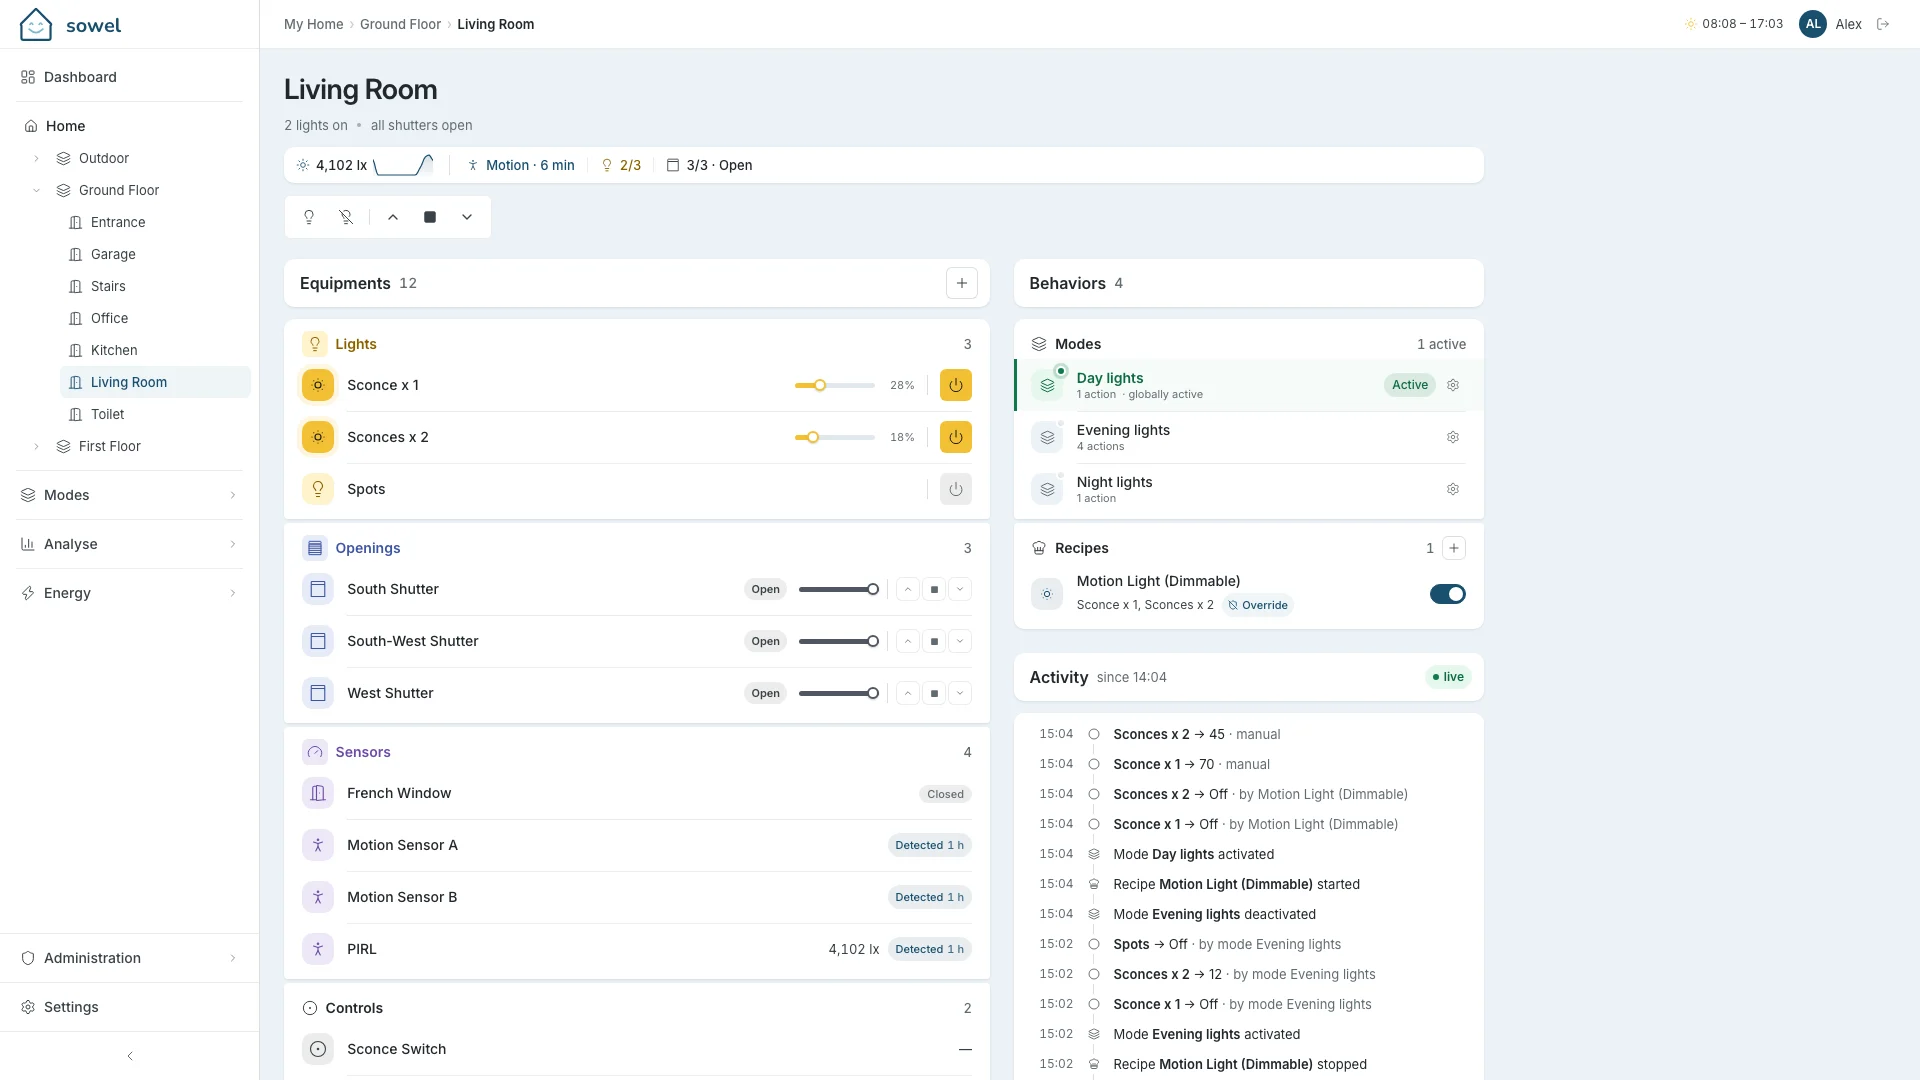 sowel
My Home › Ground Floor › Living Room
08:08 – 17:03
AL
Alex
Dashboard
Home
Outdoor
Ground Floor
Entrance
Garage
Stairs
Office
Kitchen
Living Room
Toilet
First Floor
Modes
Analyse
Energy
Administration
Settings
Living Room
2 lights on • all shutters open
4,102 lx
Motion · 6 min
2/3
3/3 · Open
Equipments 12
Lights 3
Sconce x 1 28%
Sconces x 2 18%
Spots
Openings 3
South Shutter Open
South-West Shutter Open
West Shutter Open
Sensors 4
French Window Closed
Motion Sensor A Detected 1 h
Motion Sensor B Detected 1 h
PIRL 4,102 lx Detected 1 h
Controls 2
Sconce Switch —
Behaviors 4
Modes 1 active
Day lights Active
1 action · globally active
Evening lights
4 actions
Night lights
1 action
Recipes 1
Motion Light (Dimmable)
Sconce x 1, Sconces x 2 Override
Activity since 14:04 live
15:04 Sconces x 2 → 45 · manual
15:04 Sconce x 1 → 70 · manual
15:04 Sconces x 2 → Off · by Motion Light (Dimmable)
15:04 Sconce x 1 → Off · by Motion Light (Dimmable)
15:04 Mode Day lights activated
15:04 Recipe Motion Light (Dimmable) started
15:04 Mode Evening lights deactivated
15:02 Spots → Off · by mode Evening lights
15:02 Sconces x 2 → 12 · by mode Evening lights
15:02 Sconce x 1 → Off · by mode Evening lights
15:02 Mode Evening lights activated
15:02 Recipe Motion Light (Dimmable) stopped